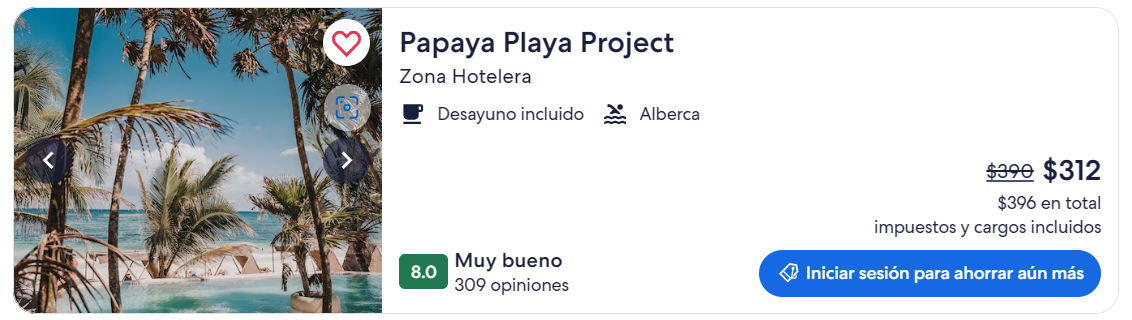 Papaya Playa Project
Zona Hotelera
Desayuno incluido Alberca
$390 $312
$396 en total
impuestos y cargos incluidos
8.0 Muy bueno
309 opiniones
Iniciar sesión para ahorrar aún más